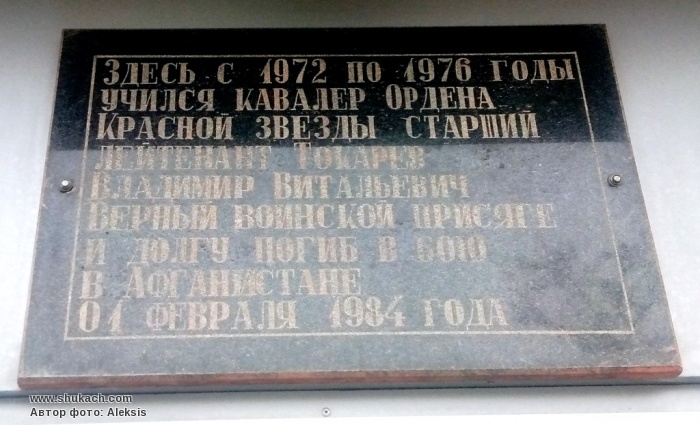 Здесь с 1972 по 1976 годы
учился кавалер Ордена
Красной звезды старший
лейтенант Токарев
Владимир Витальевич
Верный воинской присяге
и долгу погиб в бою
в Афганистане
01 февраля 1984 года
www.shukach.com
Автор фото: Aleksis